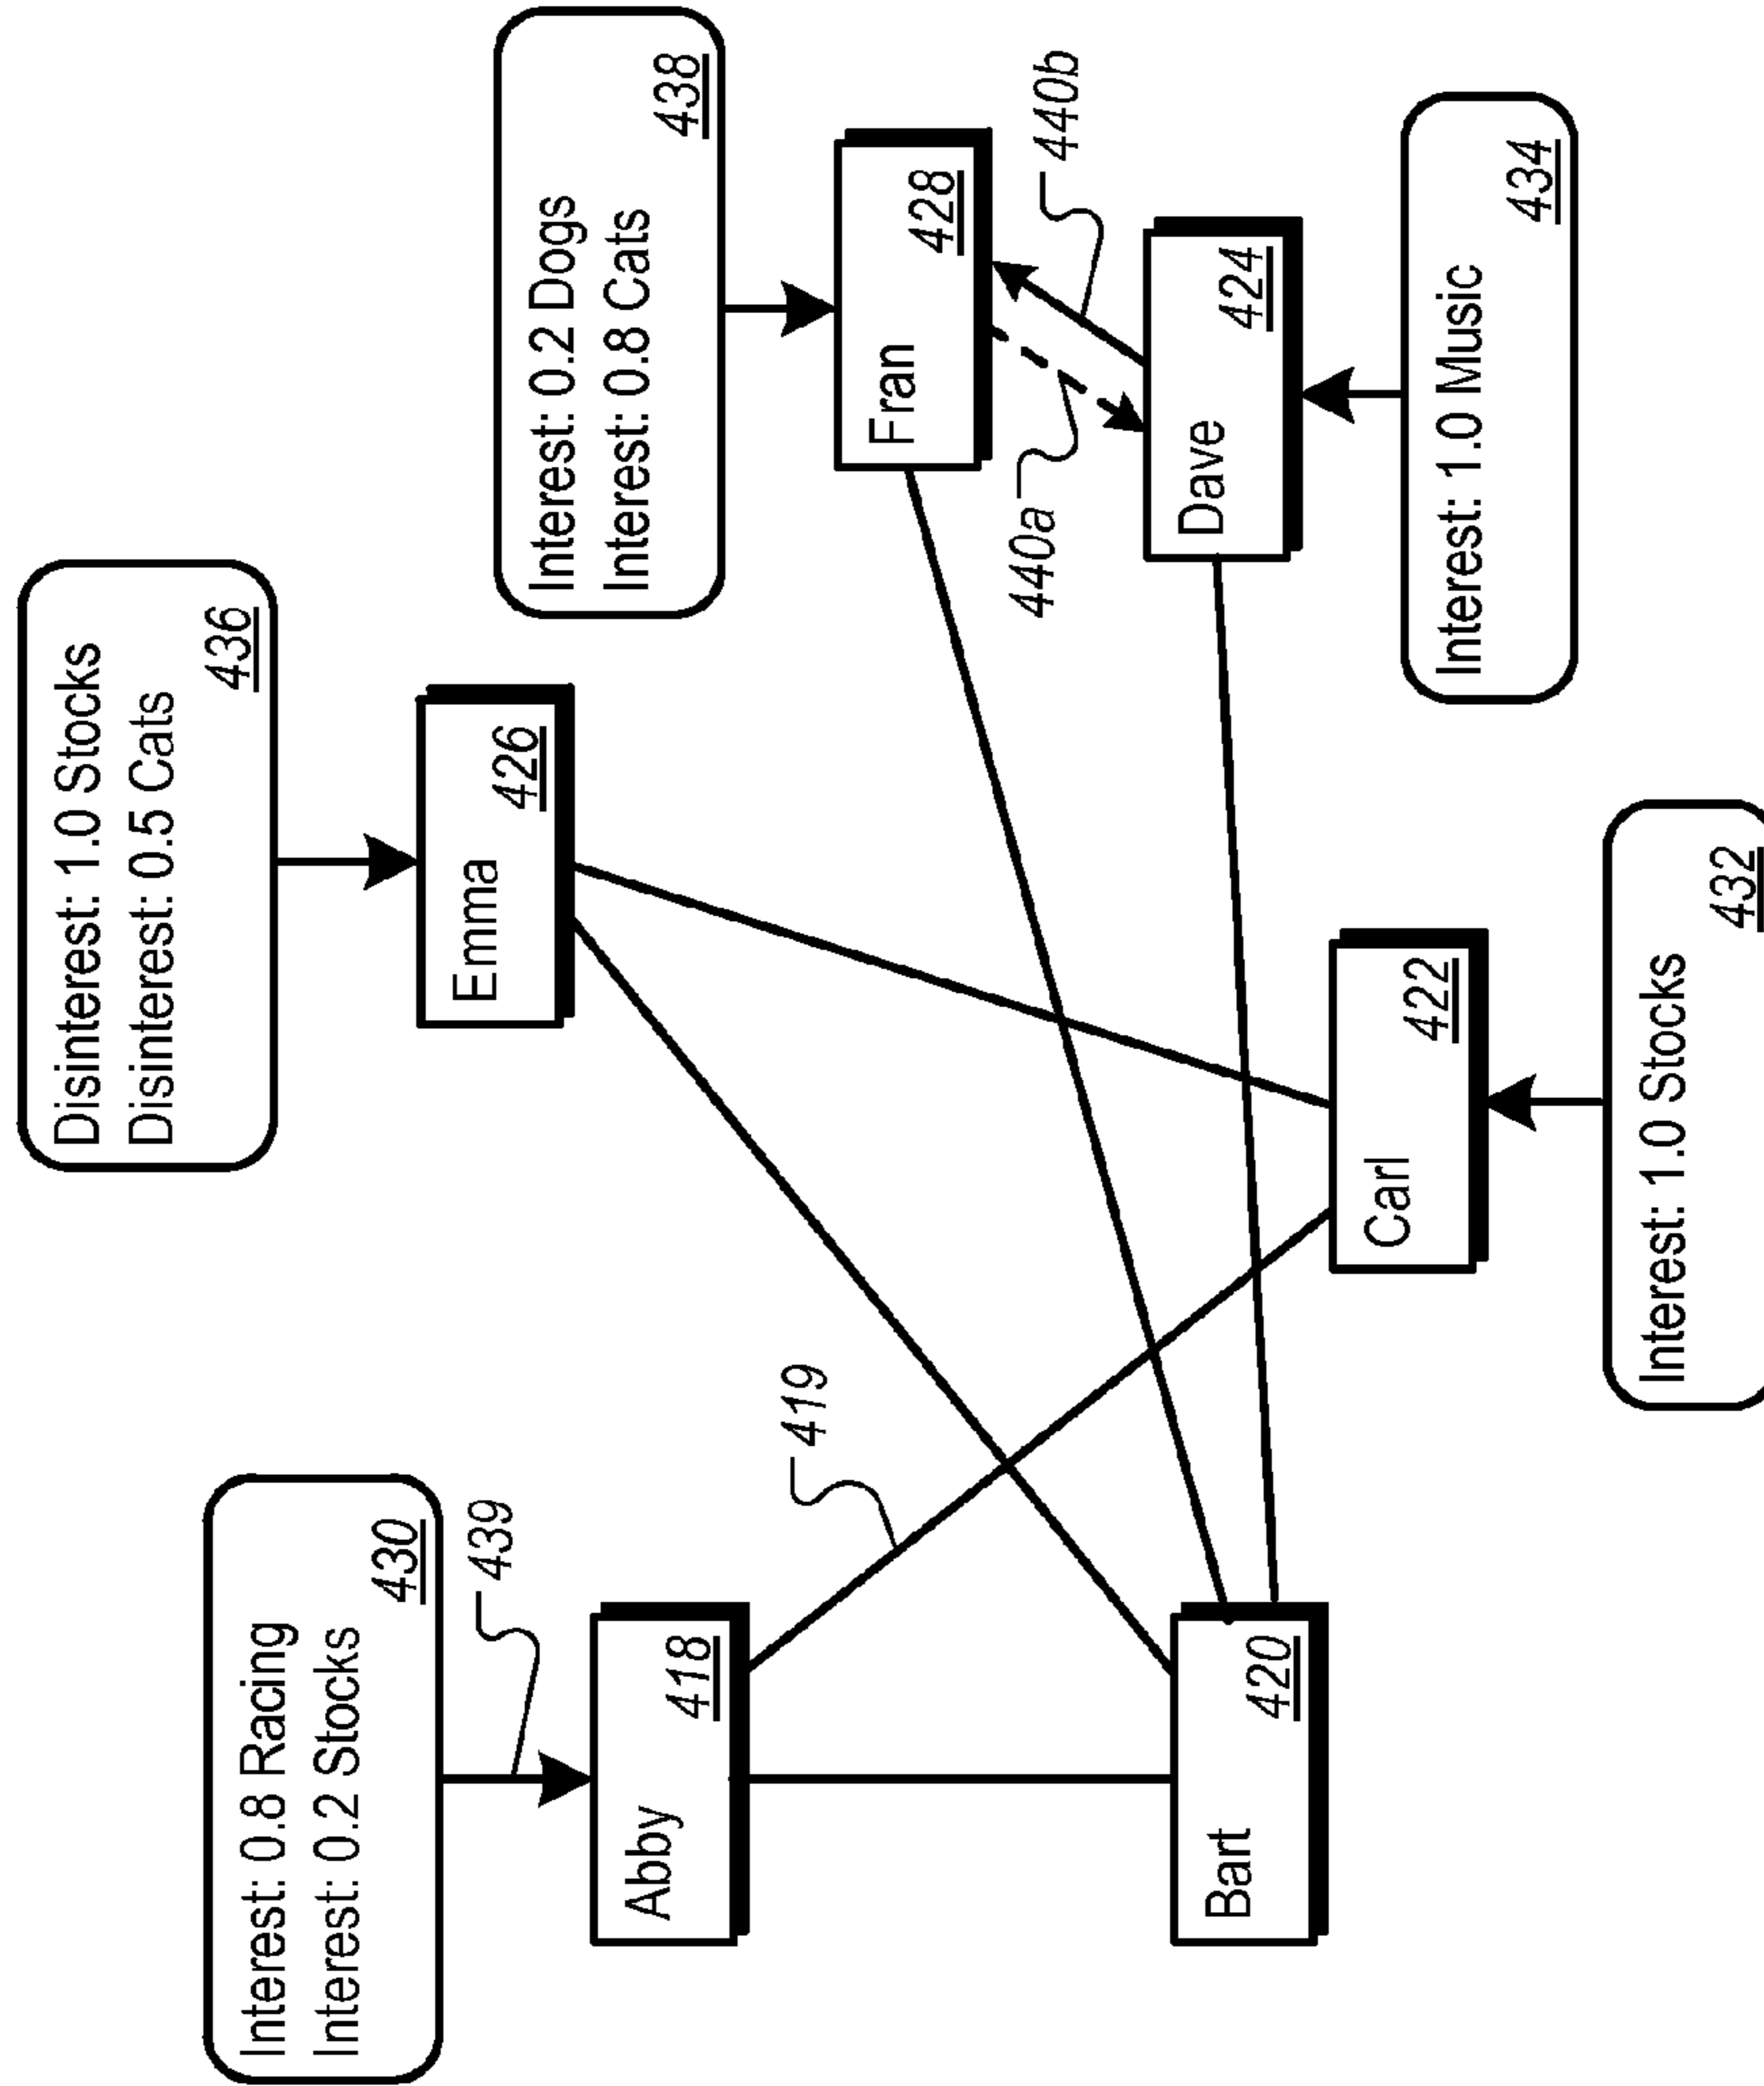 Disinterest: 1.0 Stocks
Disinterest: 0.5 Cats
436
Interest: 0.8 Racing
Interest: 0.2 Stocks
430
439
Emma
426
Interest: 0.2 Dogs
Interest: 0.8 Cats
438
Abby
418
419
Fran
428
440a
440b
Bart
420
Carl
422
Dave
424
Interest: 1.0 Stocks
432
Interest: 1.0 Music
434